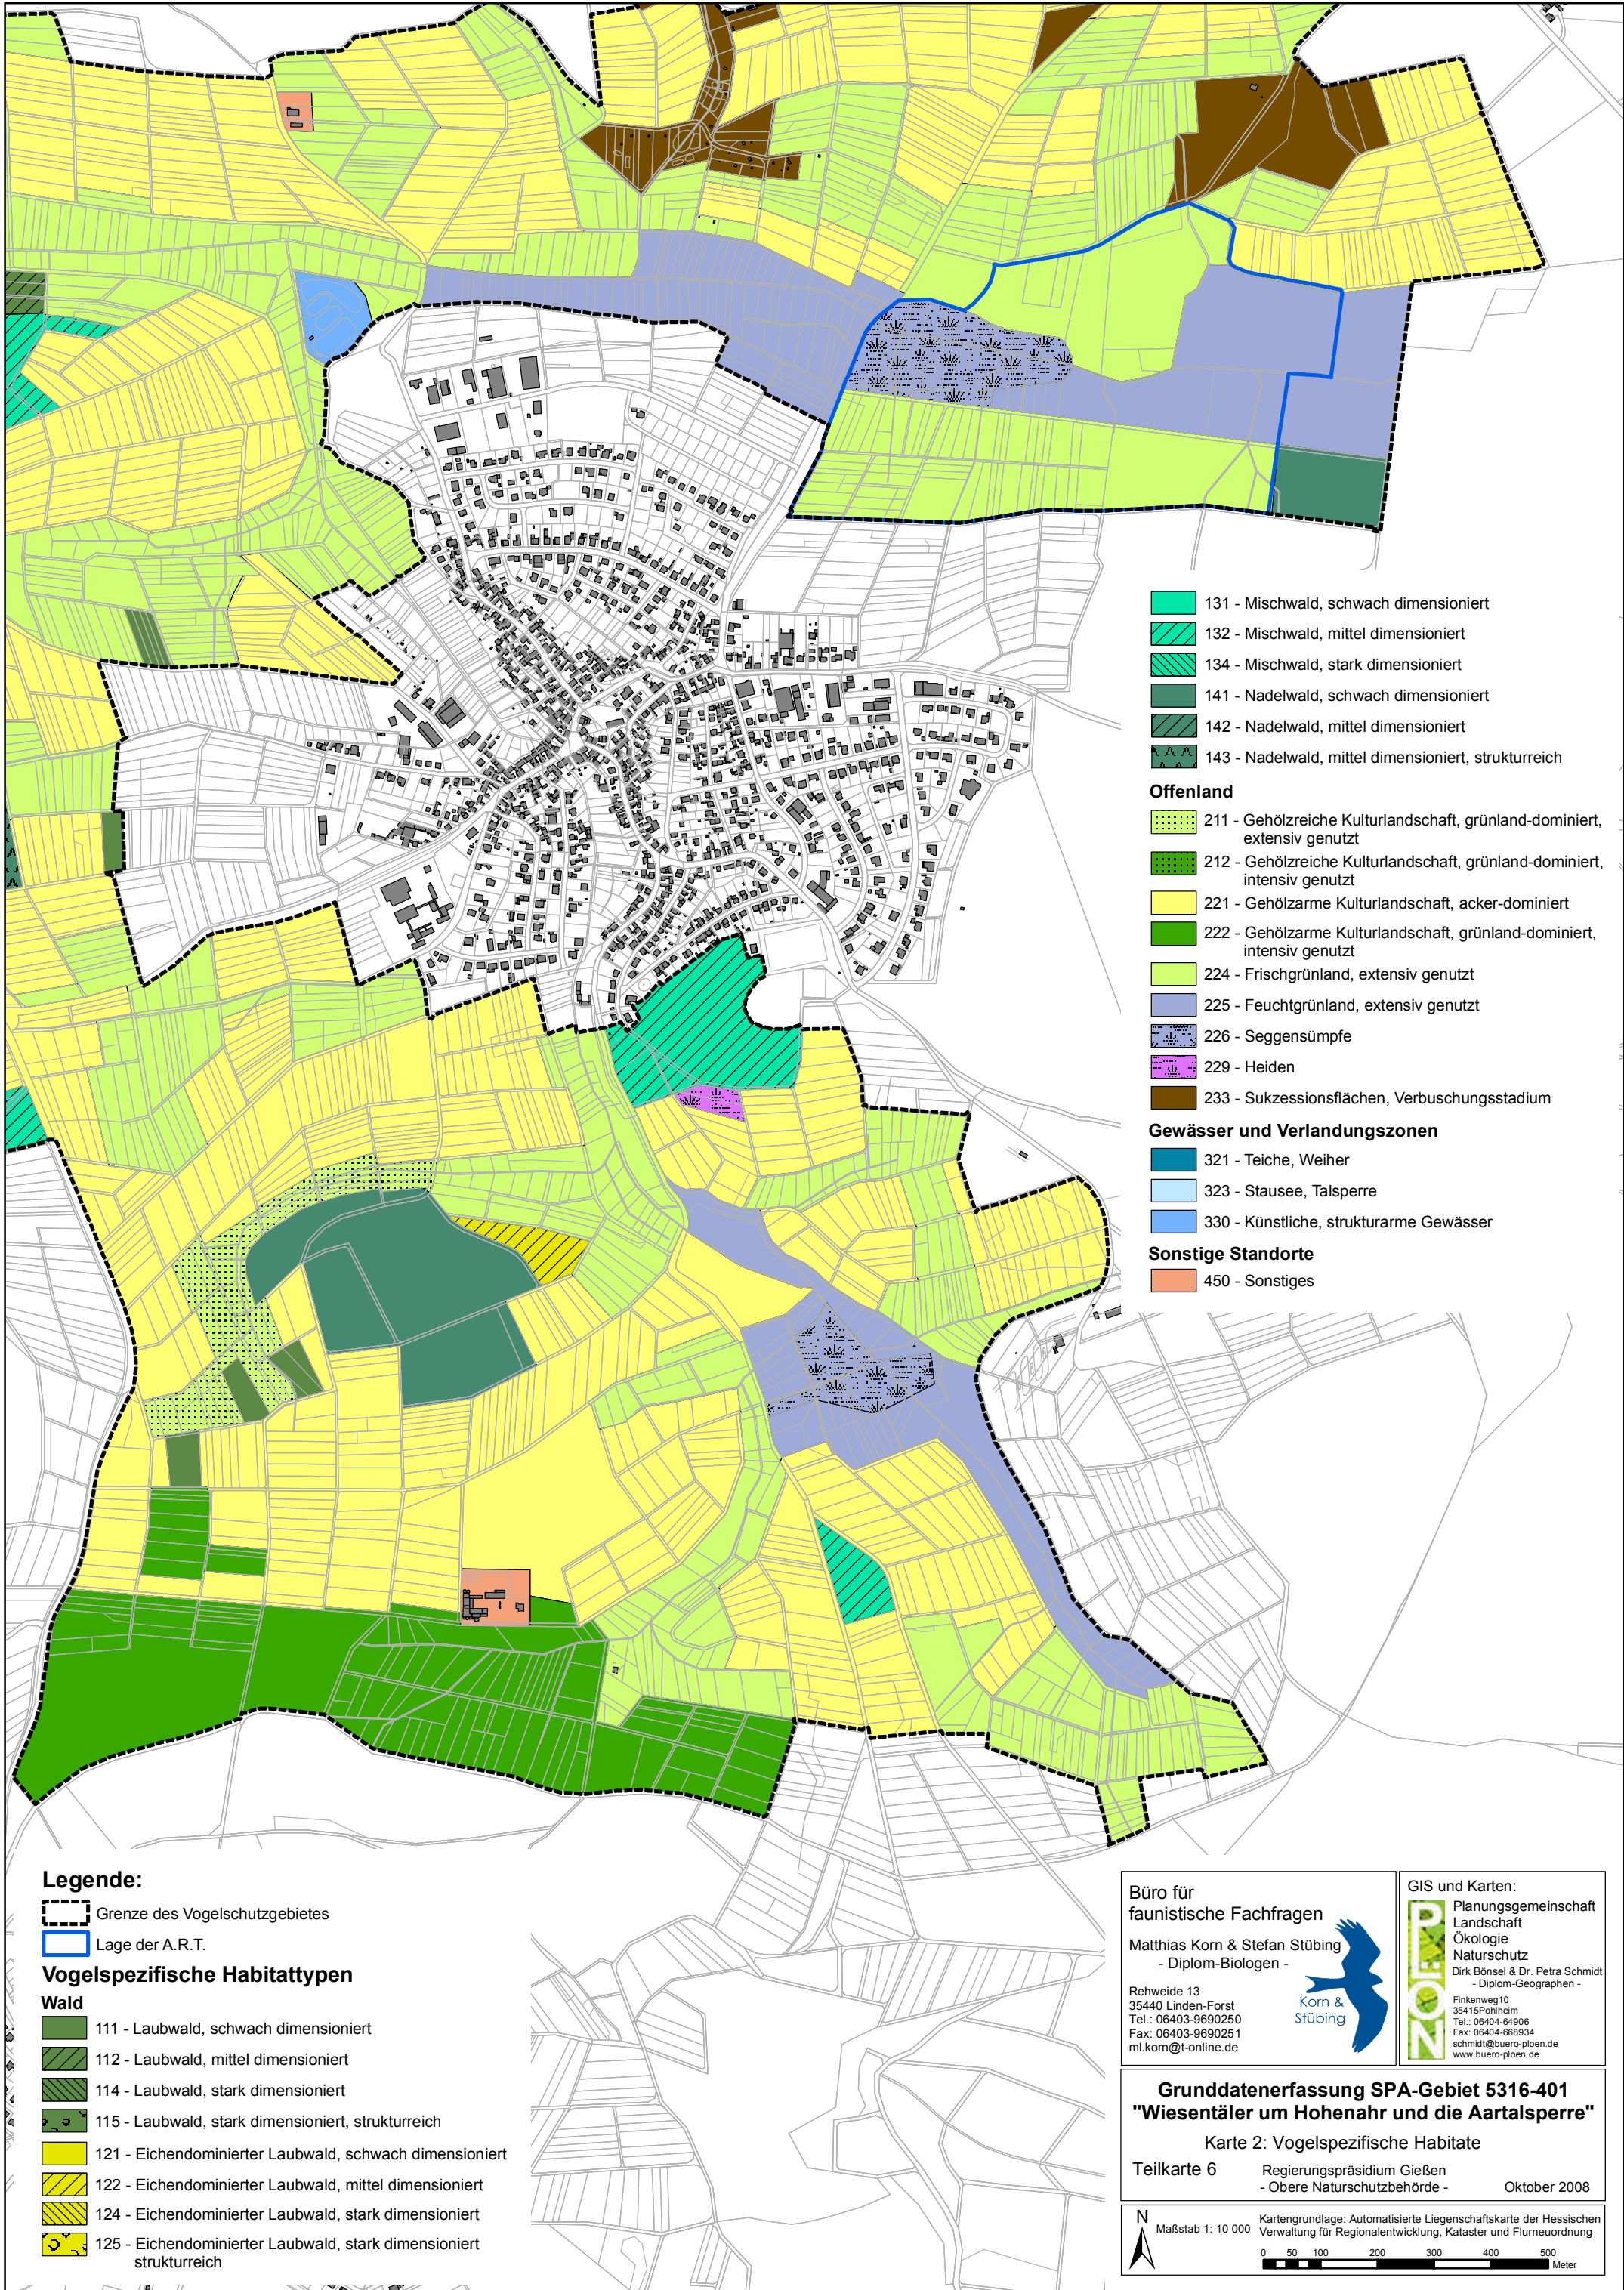 131 - Mischwald, schwach dimensioniert
132 - Mischwald, mittel dimensioniert
134 - Mischwald, stark dimensioniert
141 - Nadelwald, schwach dimensioniert
142 - Nadelwald, mittel dimensioniert
143 - Nadelwald, mittel dimensioniert, strukturreich
Offenland
211 - Gehölzreiche Kulturlandschaft, grünland-dominiert,
extensiv genutzt
212 - Gehölzreiche Kulturlandschaft, grünland-dominiert,
intensiv genutzt
221 - Gehölzarme Kulturlandschaft, acker-dominiert
222 - Gehölzarme Kulturlandschaft, grünland-dominiert,
intensiv genutzt
224 - Frischgrünland, extensiv genutzt
225 - Feuchtgrünland, extensiv genutzt
226 - Seggensümpfe
229 - Heiden
233 - Sukzessionsflächen, Verbuschungsstadium
Gewässer und Verlandungszonen
321 - Teiche, Weiher
323 - Stausee, Talsperre
330 - Künstliche, strukturarme Gewässer
Sonstige Standorte
450 - Sonstiges
Legende:
Grenze des Vogelschutzgebietes
Lage der A.R.T.
Vogelspezifische Habitattypen
Wald
111 - Laubwald, schwach dimensioniert
112 - Laubwald, mittel dimensioniert
114 - Laubwald, stark dimensioniert
115 - Laubwald, stark dimensioniert, strukturreich
121 - Eichendominierter Laubwald, schwach dimensioniert
122 - Eichendominierter Laubwald, mittel dimensioniert
124 - Eichendominierter Laubwald, stark dimensioniert
125 - Eichendominierter Laubwald, stark dimensioniert
strukturreich
Büro für
faunistische Fachfragen
Matthias Korn & Stefan Stübing
- Diplom-Biologen -
Rehweide 13
35440 Linden-Forst
Tel.: 06403-9690250
Fax: 06403-9690251
ml.korn@t-online.de
Korn &
Stübing
GIS und Karten:
PLÖN
Planungsgemeinschaft
Landschaft
Ökologie
Naturschutz
Dirk Bönsel & Dr. Petra Schmidt
- Diplom-Geographen -
Finkenweg10
35415Pohlheim
Tel.: 06404-64906
Fax: 06404-668934
schmidt@buero-ploen.de
www.buero-ploen.de
Grunddatenerfassung SPA-Gebiet 5316-401
"Wiesentäler um Hohenahr und die Aartalsperre"
Karte 2: Vogelspezifische Habitate
Teilkarte 6
Regierungspräsidium Gießen
- Obere Naturschutzbehörde -
Oktober 2008
N
Maßstab 1: 10 000
Kartengrundlage: Automatisierte Liegenschaftskarte der Hessischen
Verwaltung für Regionalentwicklung, Kataster und Flurneuordnung
0 50 100 200 300 400 500
Meter